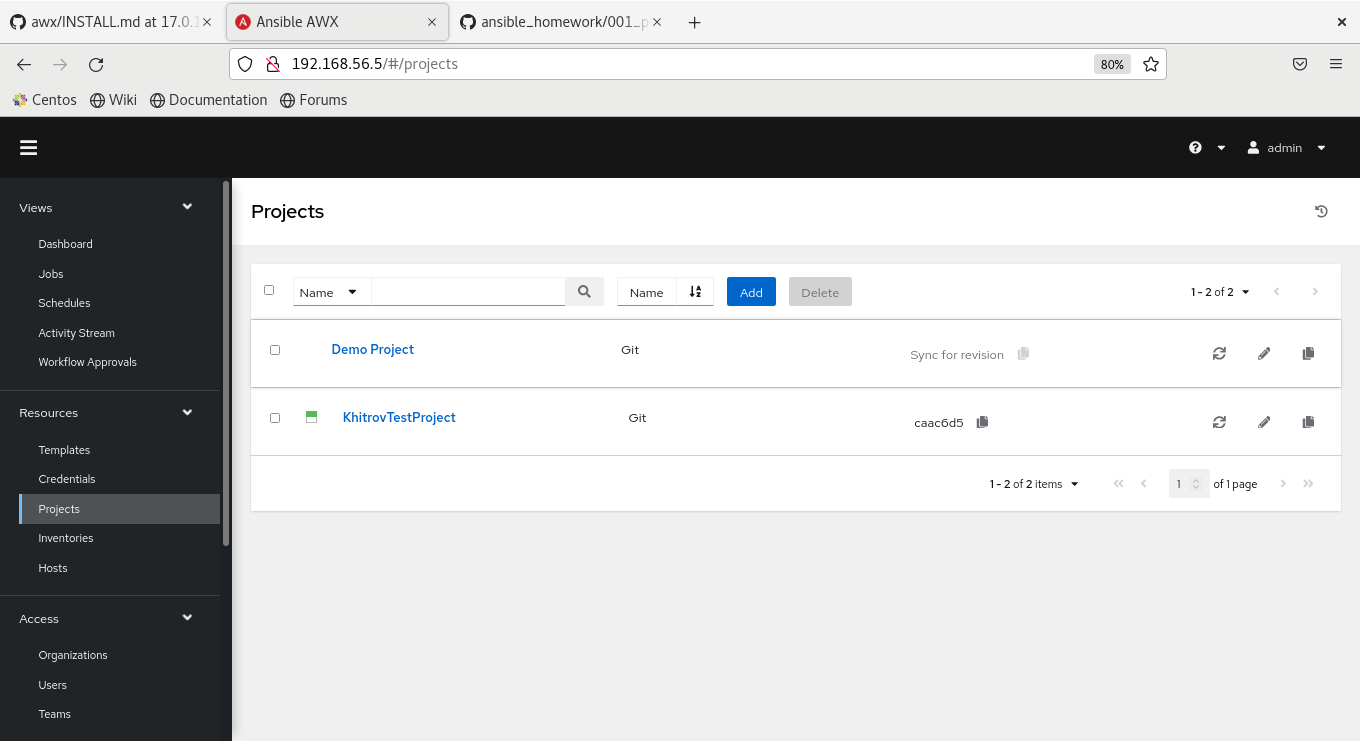 awx/INSTALL.md at 17.0.1
Ansible AWX
ansible_homework/001_p
192.168.56.5/#/projects
80%
Centos
Wiki
Documentation
Forums
admin
Views
Dashboard
Jobs
Schedules
Activity Stream
Workflow Approvals
Resources
Templates
Credentials
Projects
Inventories
Hosts
Access
Organizations
Users
Teams
Projects
Name
Name
Add
Delete
1 - 2 of 2
Demo Project
Git
Sync for revision
KhitrovTestProject
Git
caac6d5
1 - 2 of 2 items
1
of 1 page